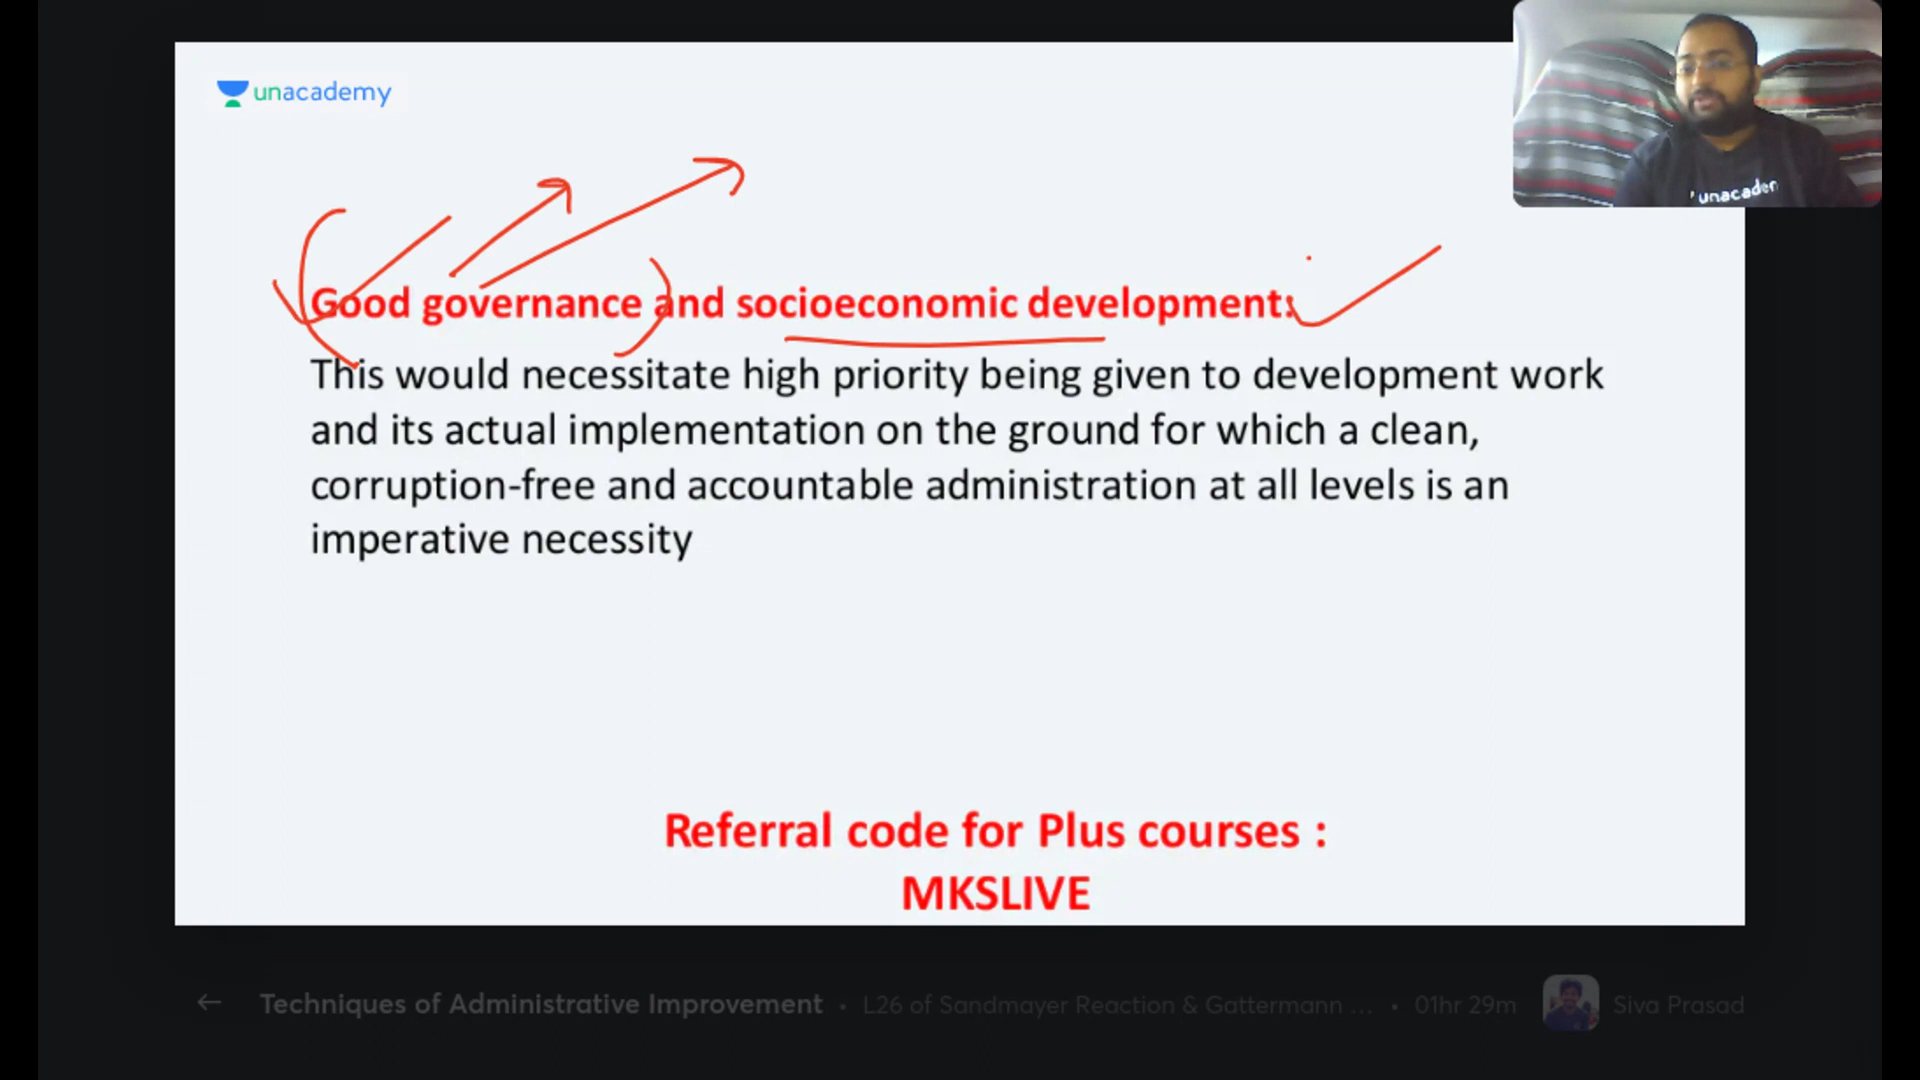 unacademy
unacademy
Good governance and socioeconomic development:
This would necessitate high priority being given to development work
and its actual implementation on the ground for which a clean,
corruption-free and accountable administration at all levels is an
imperative necessity
Referral code for Plus courses :
MKSLIVE
Techniques of Administrative Improvement • L26 of Sandmayer Reaction & Gattermann ... • 01hr 29m Siva Prasad